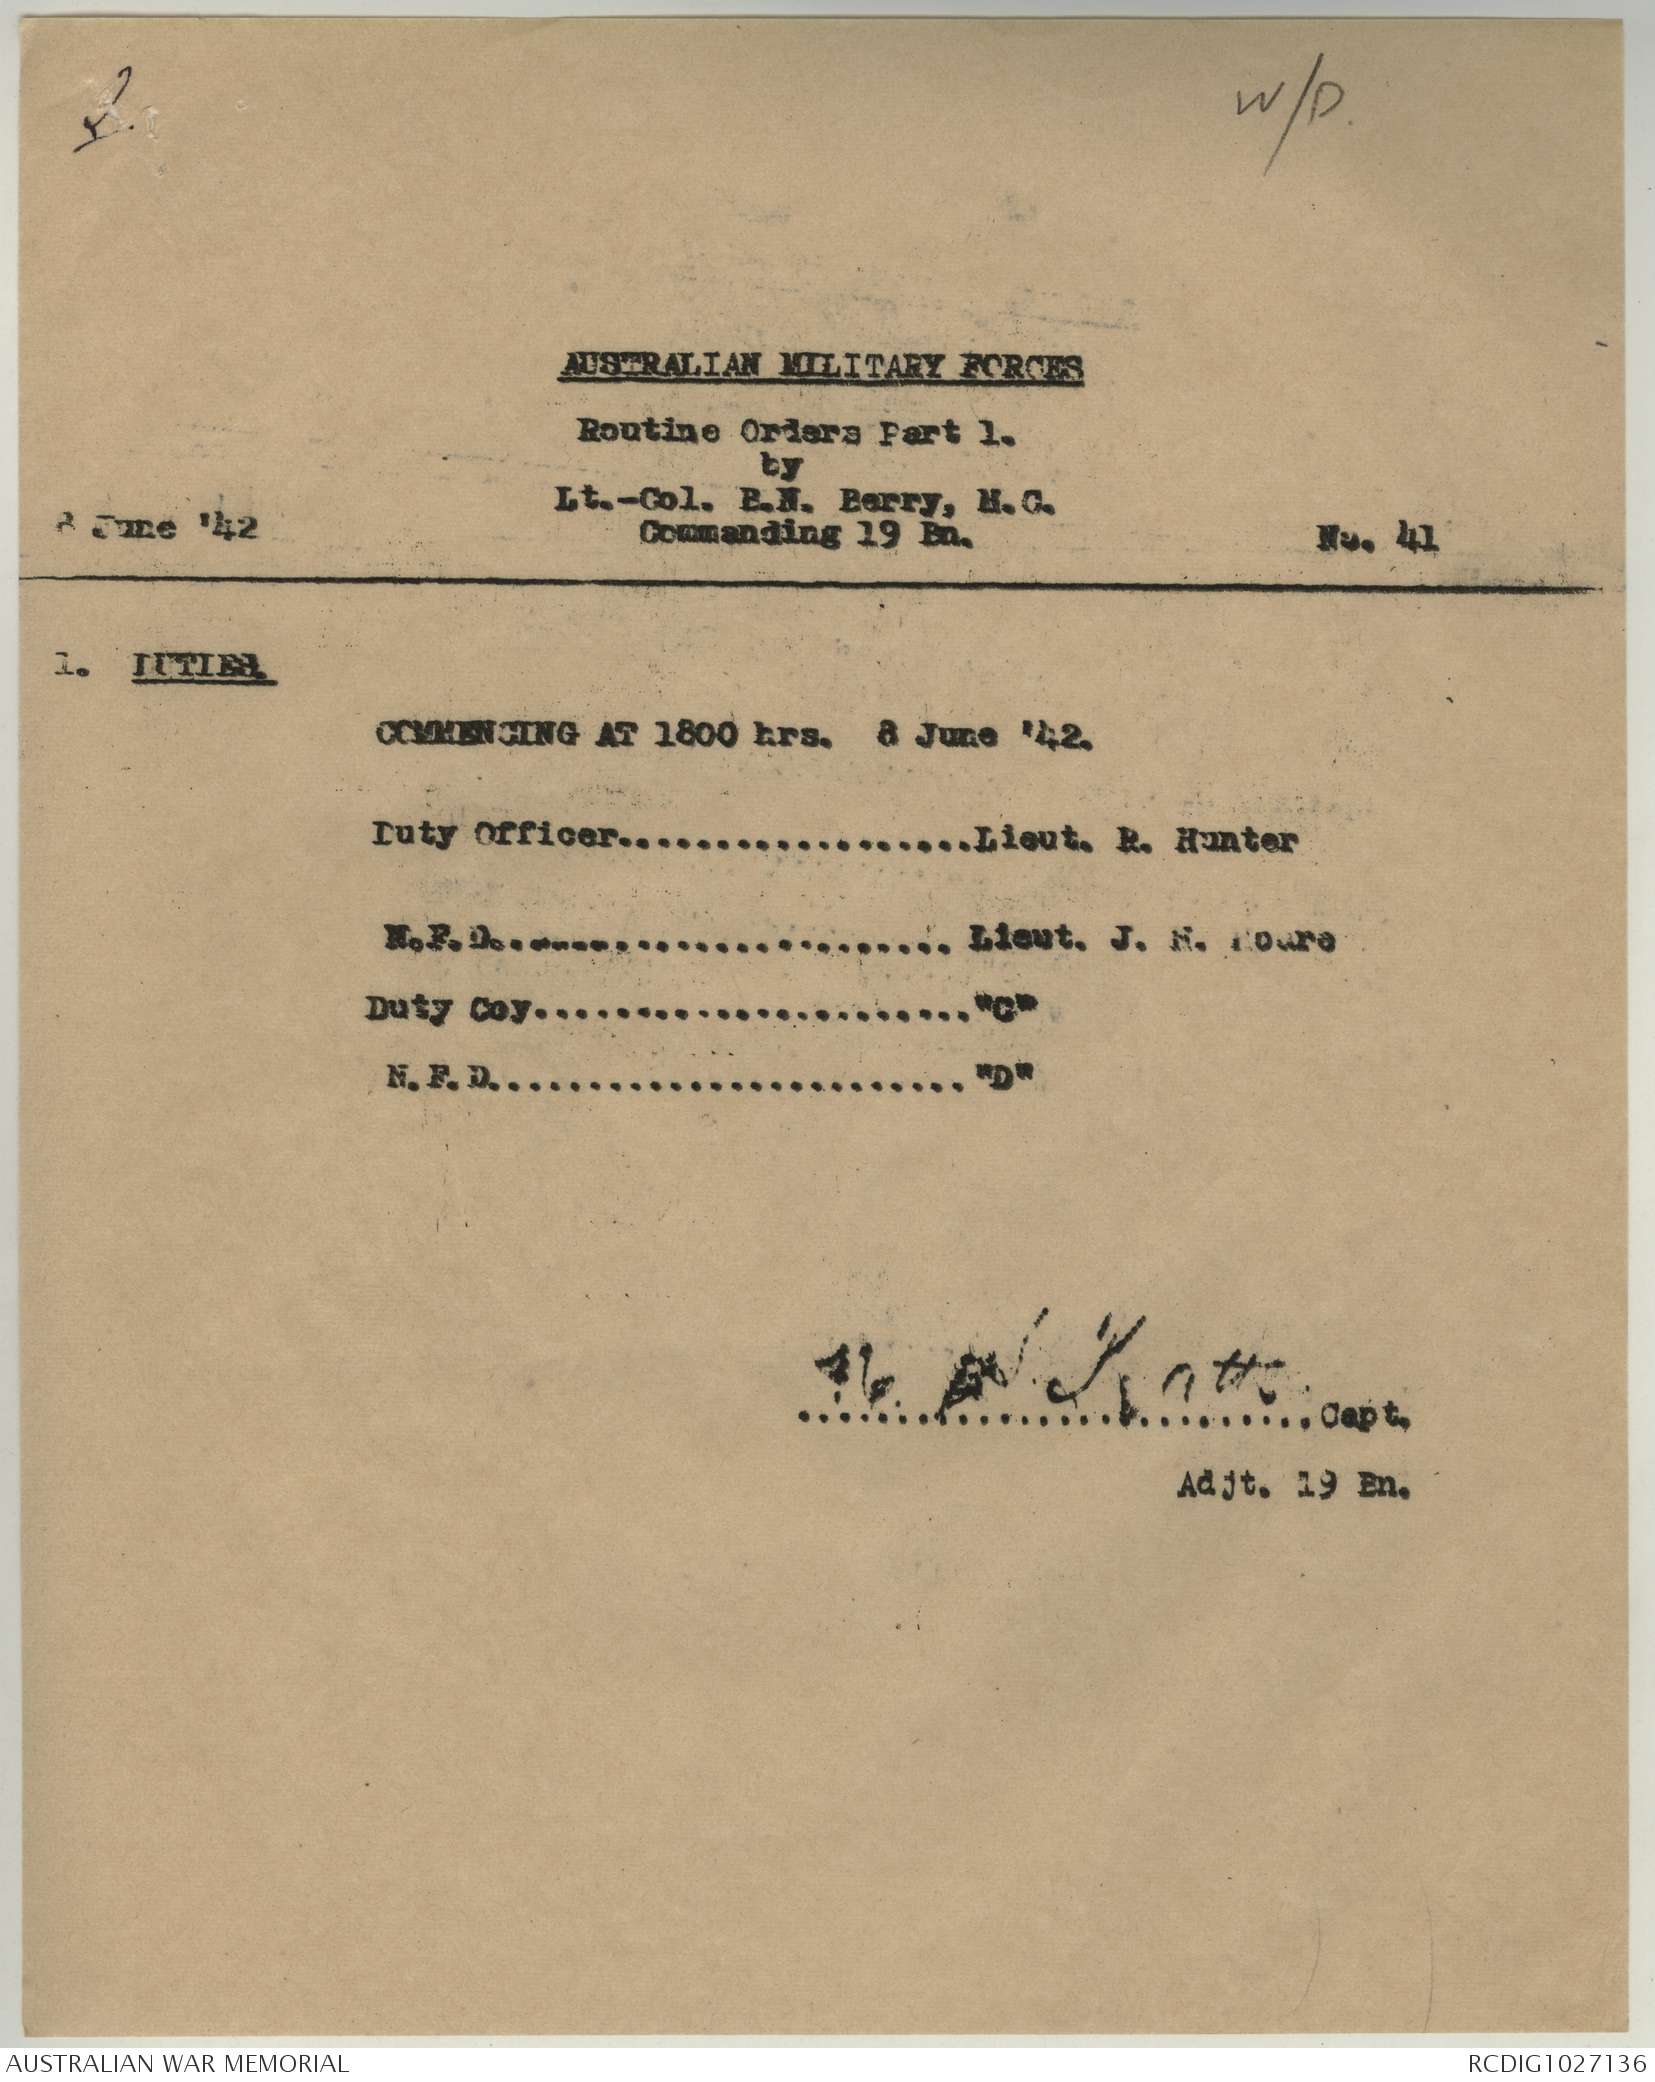 W/D.
AUSTRALIAN MILITARY FORCES
Routine Orders Part 1.
by
Lt.-Col. B.N. Berry, M.C.
8 June '42
Commanding 19 Bn.
No. 41
1. DUTIES.
COMMENCING AT 1800 hrs. 8 June '42.
Duty Officer..................Lieut. R. Hunter
N.F.D....................... Lieut. J.
Duty Coy......................"C"
N.F.D........................"D"
..........................Capt.
Adjt. 19 Bn.
AUSTRALIAN WAR MEMORIAL
RCDIG1027136